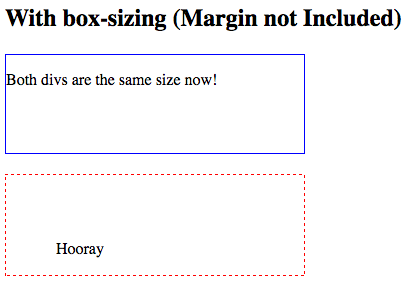 With box-sizing (Margin not Included)
Both divs are the same size now!
Hooray